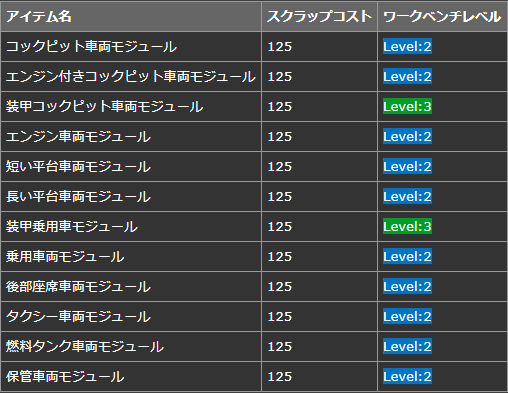 アイテム名 スクラップコスト ワークベンチレベル
コックピット車両モジュール 125 Level:2
エンジン付きコックピット車両モジュール 125 Level:2
装甲コックピット車両モジュール 125 Level:3
エンジン車両モジュール 125 Level:2
短い平台車両モジュール 125 Level:2
長い平台車両モジュール 125 Level:2
装甲乗用車モジュール 125 Level:3
乗用車両モジュール 125 Level:2
後部座席車両モジュール 125 Level:2
タクシー車両モジュール 125 Level:2
燃料タンク車両モジュール 125 Level:2
保管車両モジュール 125 Level:2